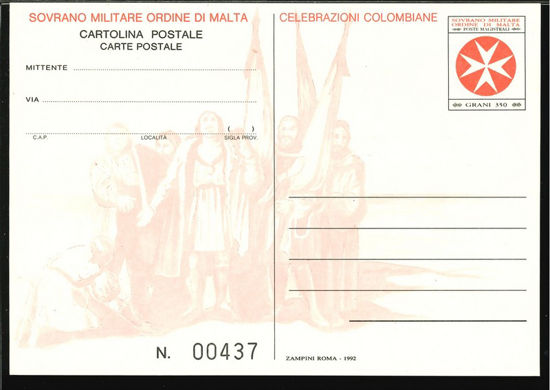 SOVRANO MILITARE ORDINE DI MALTA
CARTOLINA POSTALE
CARTE POSTALE
MITTENTE
VIA
( )
C.A.P. LOCALITÀ SIGLA PROV.
N. 00437
CELEBRAZIONI COLOMBIANE
SOVRANO MILITARE
ORDINE DI MALTA
POSTE MAGISTRALI
GRANI 350
ZAMPINI ROMA - 1992